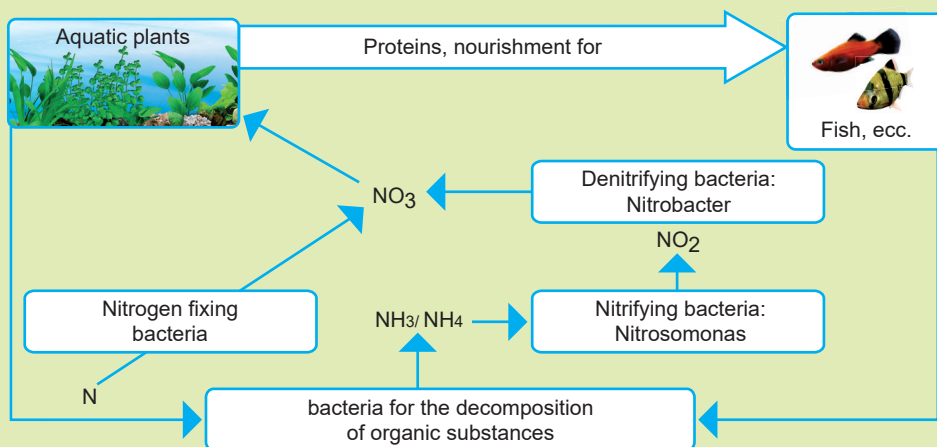 Aquatic plants
Proteins, nourishment for
Fish, ecc.
Denitrifying bacteria:
Nitrobacter
NO3
NO2
Nitrogen fixing
bacteria
NH3/ NH4
Nitrifying bacteria:
Nitrosomonas
N
bacteria for the decomposition
of organic substances